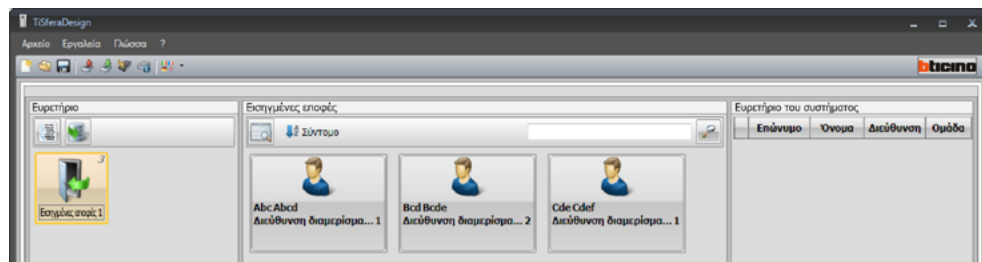 TiSferaDesign
Αρχείο Εργαλεία Γλώσσα ?
bticino
Ευρετήριο
Εισηγμένες επαφές
Ευρετήριο του συστήματος
Σύντομο
Επώνυμο Όνομα Διεύθυνση Ομάδα
3
Εισηγμένες επαφές 1
Abc Abcd
Διεύθυνση διαμερίσμα... 1
Bcd Bcde
Διεύθυνση διαμερίσμα... 2
Cde Cdef
Διεύθυνση διαμερίσμα... 1